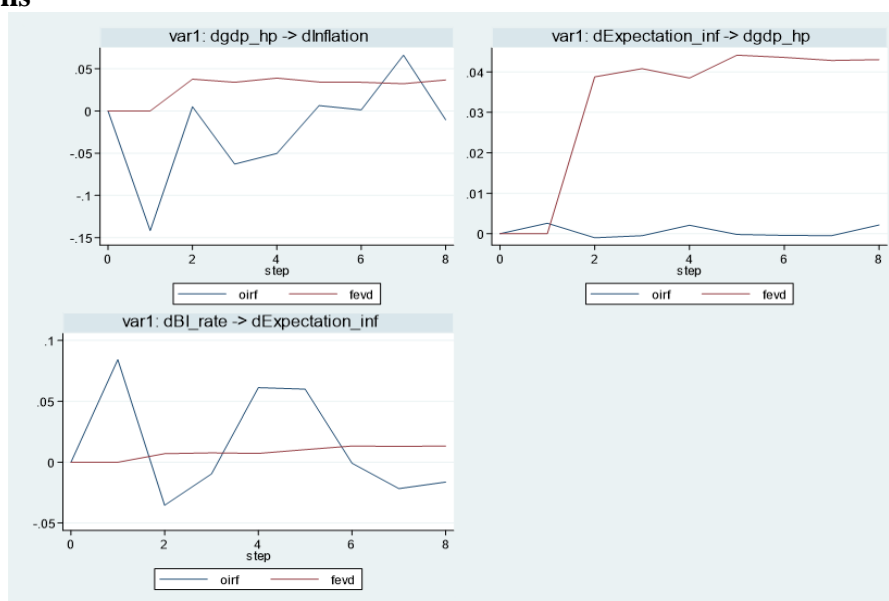 ns
var1: dgdp_hp -> dInflation
.05
0
-.05
-.1
-.15
0 2 4 6 8
step
oirf fevd
var1: dExpectation_inf -> dgdp_hp
.04
.03
.02
.01
0
0 2 4 6 8
step
oirf fevd
var1: dBI_rate -> dExpectation_inf
.1
.05
0
-.05
0 2 4 6 8
step
oirf fevd